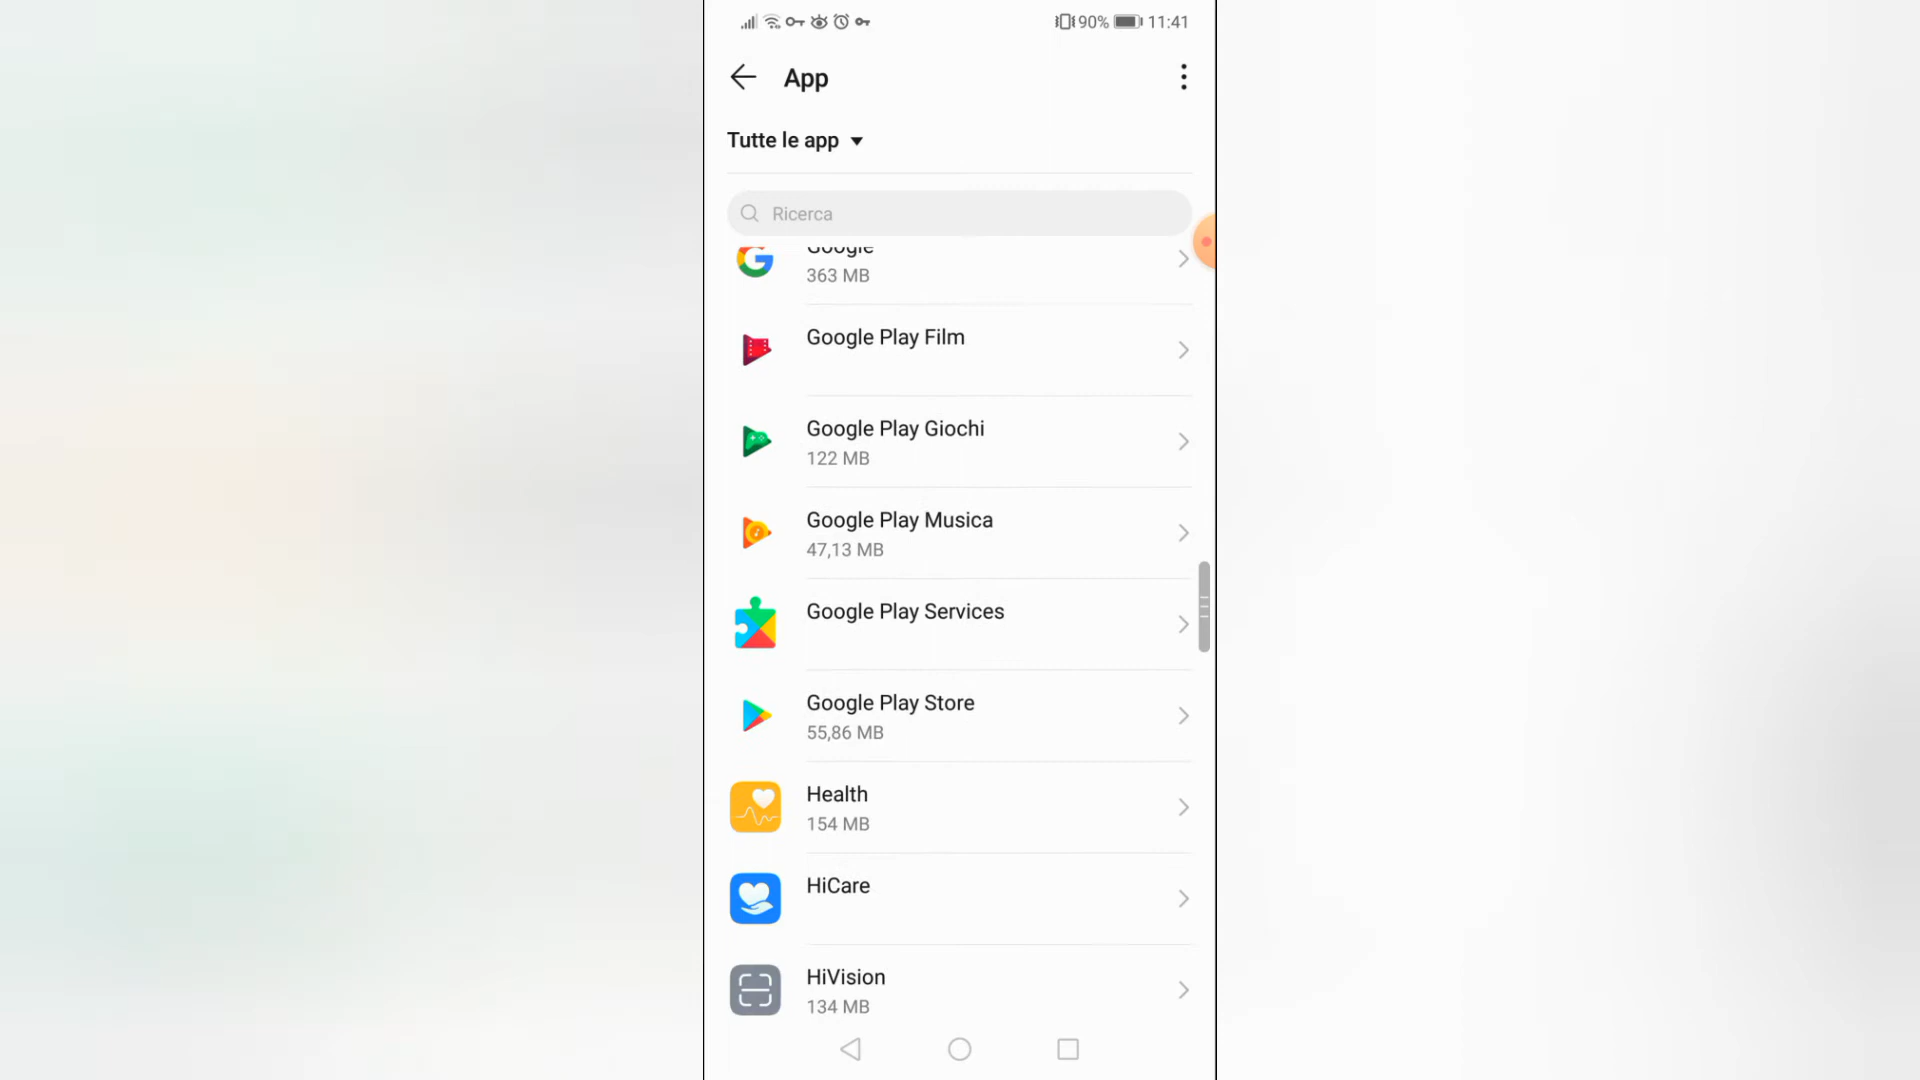 90% 11:41
App
Tutte le app
Ricerca
Google
363 MB
Google Play Film
Google Play Giochi
122 MB
Google Play Musica
47,13 MB
Google Play Services
Google Play Store
55,86 MB
Health
154 MB
HiCare
HiVision
134 MB